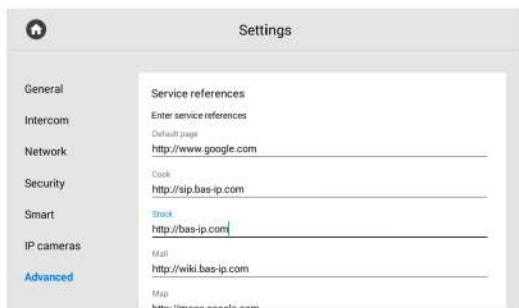 Settings
General
Intercom
Network
Security
Smart
IP cameras
Advanced
Service references
Enter service references
Default page
http://www.google.com
Cook
http://sip.bas-ip.com
Stock
http://bas-ip.com
Mall
http://wiki.bas-ip.com
Map